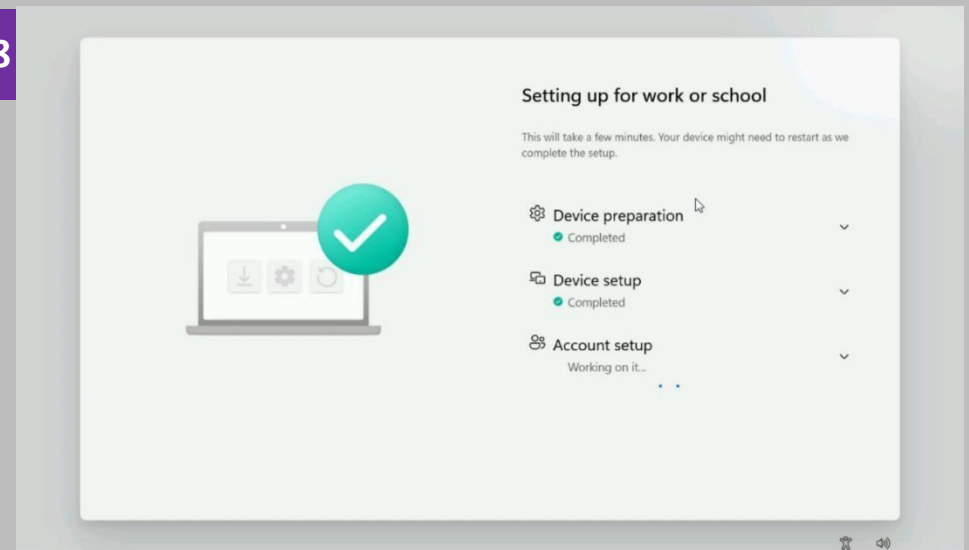 3
Setting up for work or school
This will take a few minutes. Your device might need to restart as we
complete the setup.
Device preparation
Completed
Device setup
Completed
Account setup
Working on it...